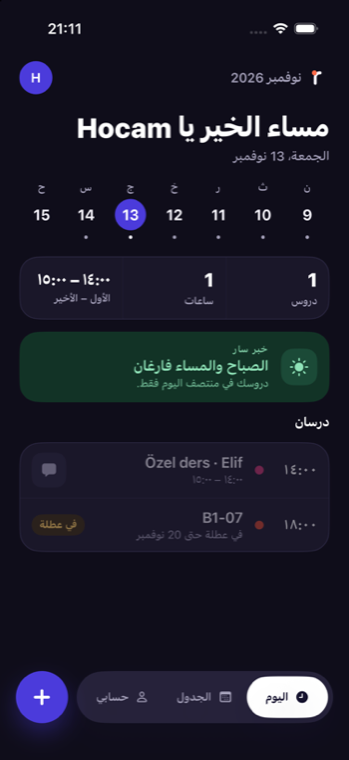 21:11
نوفمبر 2026
H
مساء الخير يا Hocam
الجمعة، 13 نوفمبر
ن ث ر خ ج س ح
9 10 11 12 13 14 15
1 1 ١٤:٠٠ – ١٥:٠٠
دروس ساعات الأول – الأخير
خبر سار
الصباح والمساء فارغان
دروسك في منتصف اليوم فقط.
درسان
١٤:٠٠ Özel ders · Elif
١٤:٠٠ – ١٥:٠٠
١٨:٠٠ B1-07 في عطلة
في عطلة حتى 20 نوفمبر
اليوم الجدول حسابي